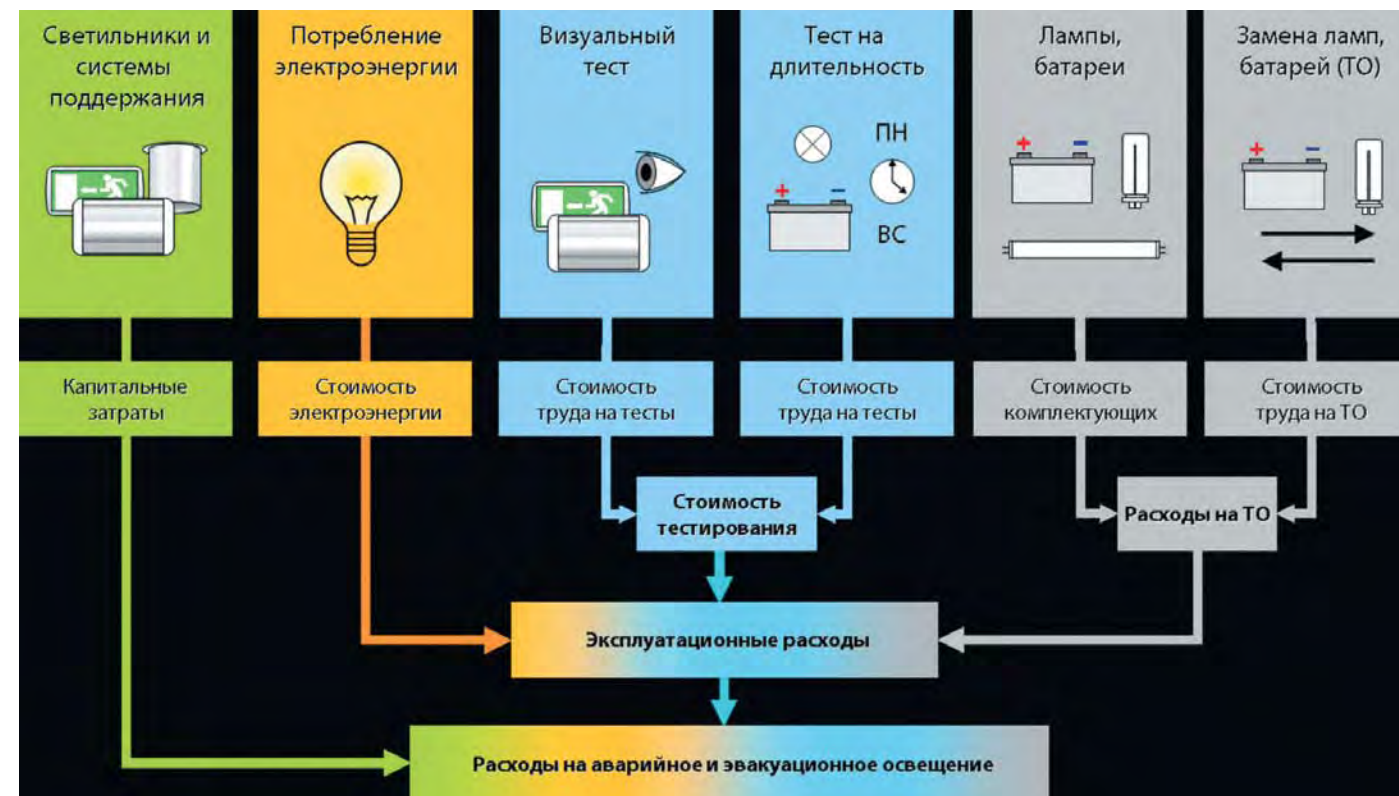 Светильники и
системы
поддержания
Потребление
электроэнергии
Визуальный
тест
Тест на
длительность
Лампы,
батареи
Замена ламп,
батарей (ТО)
+
-
ПН
ВС
+
-
+
-
Капитальные
затраты
Стоимость
электроэнергии
Стоимость
труда на тесты
Стоимость
труда на тесты
Стоимость
комплектующих
Стоимость
труда на ТО
Стоимость
тестирования
Расходы на ТО
Эксплуатационные расходы
Расходы на аварийное и эвакуационное освещение